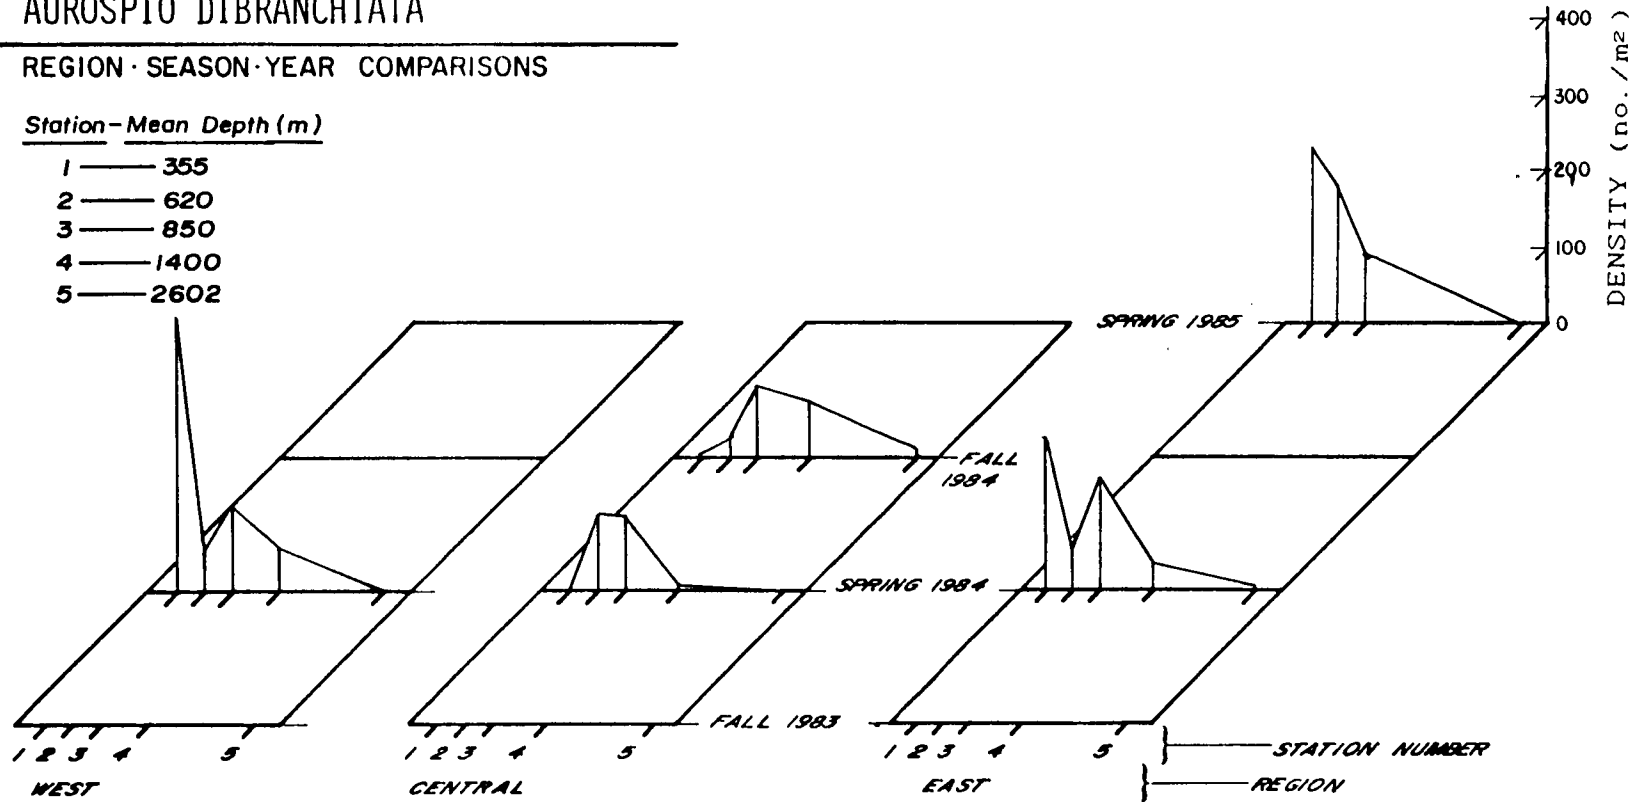 AUROSPIO DIBRANCHIATA
REGION · SEASON · YEAR COMPARISONS
Station - Mean Depth (m)
1 — 355
2 — 620
3 — 850
4 — 1400
5 — 2602
400
300
200
100
0
DENSITY (no./m²)
SPRING 1985
FALL
1984
SPRING 1984
FALL 1983
1 2 3 4 5
1 2 3 4 5
1 2 3 4 5
STATION NUMBER
WEST
CENTRAL
EAST
REGION